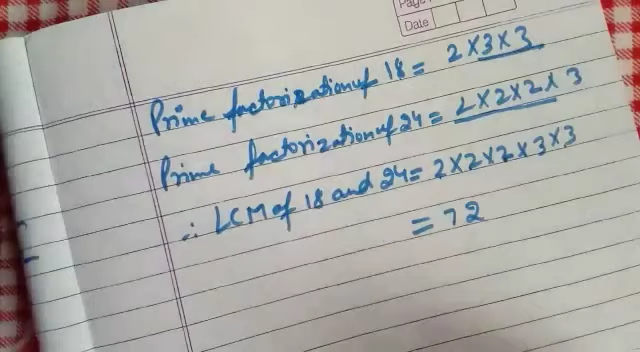 Page
Date
Prime factorization of 18 = 2 × 3 × 3
Prime factorization of 24 = 2 × 2 × 2 × 3
∴ LCM of 18 and 24 = 2 × 2 × 2 × 3 × 3
= 72